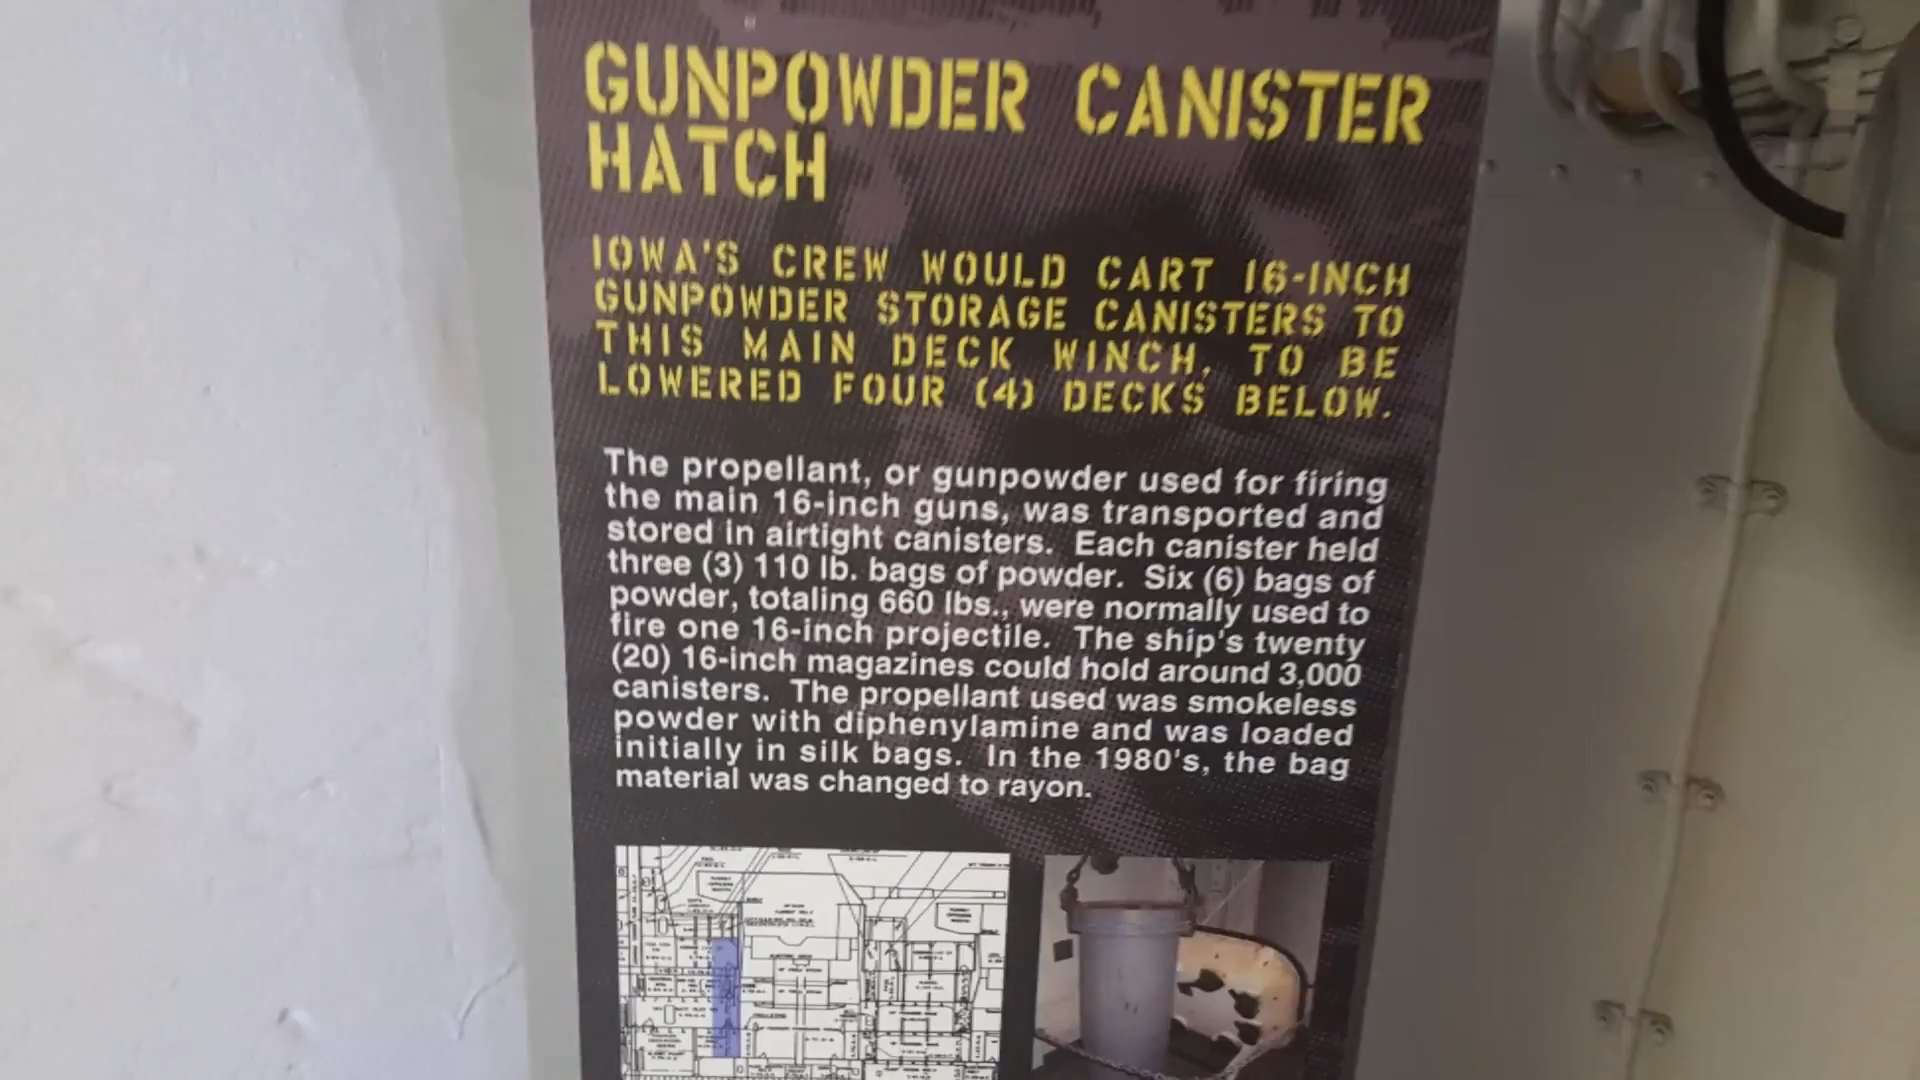 GUNPOWDER CANISTER
HATCH
IOWA'S CREW WOULD CART 16-INCH
GUNPOWDER STORAGE CANISTERS TO
THIS MAIN DECK WINCH, TO BE
LOWERED FOUR (4) DECKS BELOW.
The propellant, or gunpowder used for firing
the main 16-inch guns, was transported and
stored in airtight canisters. Each canister held
three (3) 110 lb. bags of powder. Six (6) bags of
powder, totaling 660 lbs., were normally used to
fire one 16-inch projectile. The ship's twenty
(20) 16-inch magazines could hold around 3,000
canisters. The propellant used was smokeless
powder with diphenylamine and was loaded
initially in silk bags. In the 1980's, the bag
material was changed to rayon.